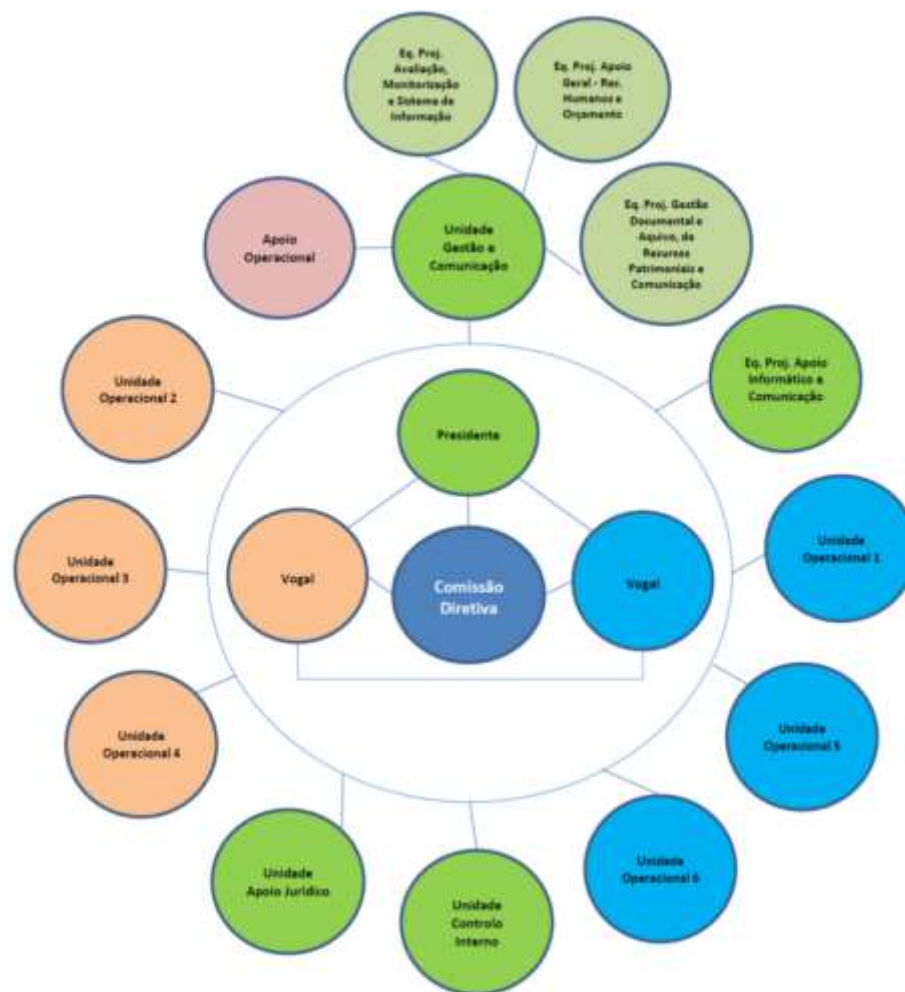 Eq. Proj.
Avaliação,
Monitorização
e Sistema de
Informação
Eq. Proj. Apoio
Geral - Rec.
Humanos e
Orçamento
Apoio
Operacional
Unidade
Gestão e
Comunicação
Eq. Proj. Gestão
Documental e
Aquivo, de
Recursos
Patrimoniais e
Comunicação
Unidade
Operacional 2
Eq. Proj. Apoio
Informático e
Comunicação
Presidente
Unidade
Operacional 3
Vogal
Comissão
Diretiva
Vogal
Unidade
Operacional 1
Unidade
Operacional 4
Unidade
Operacional 5
Unidade
Apoio Jurídico
Unidade
Controlo
Interno
Unidade
Operacional 6